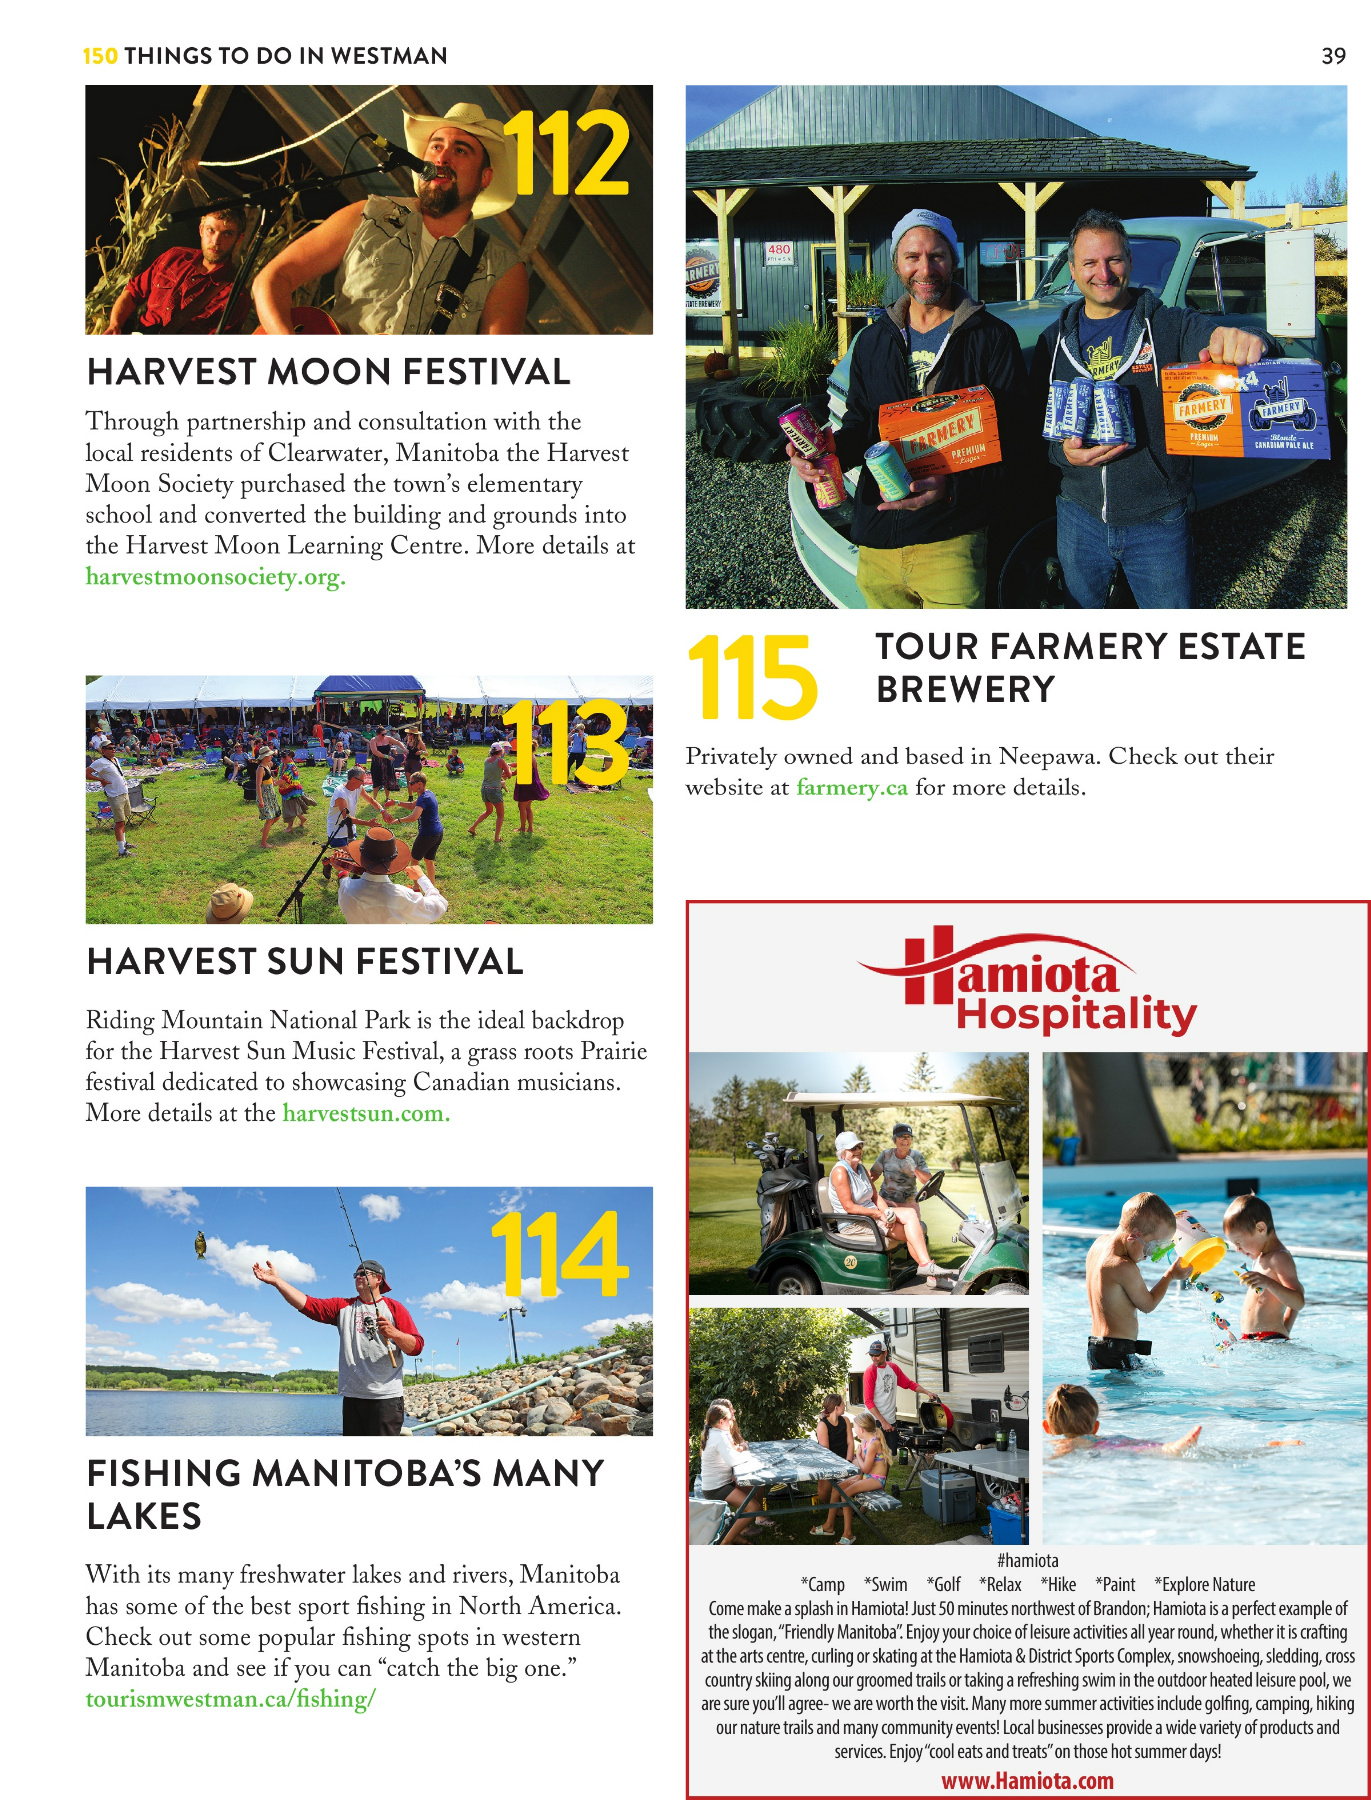 150 THINGS TO DO IN WESTMAN
39
112
HARVEST MOON FESTIVAL
Through partnership and consultation with the
local residents of Clearwater, Manitoba the Harvest
Moon Society purchased the town's elementary
school and converted the building and grounds into
the Harvest Moon Learning Centre. More details at
harvestmoonsociety.org.
113
HARVEST SUN FESTIVAL
Riding Mountain National Park is the ideal backdrop
for the Harvest Sun Music Festival, a grass roots Prairie
festival dedicated to showcasing Canadian musicians.
More details at the harvestsun.com.
114
FISHING MANITOBA'S MANY
LAKES
With its many freshwater lakes and rivers, Manitoba
has some of the best sport fishing in North America.
Check out some popular fishing spots in western
Manitoba and see if you can “catch the big one.”
tourismwestman.ca/fishing/
480
FARMERY
PREMIUM
Lager
FARMERY
PREMIUM
Lager
x4
FARMERY
Blonde
CANADIAN PALE ALE
115
TOUR FARMERY ESTATE
BREWERY
Privately owned and based in Neepawa. Check out their
website at farmery.ca for more details.
Hamiota
Hospitality
20
#hamiota
*Camp *Swim *Golf *Relax *Hike *Paint *Explore Nature
Come make a splash in Hamiota! Just 50 minutes northwest of Brandon; Hamiota is a perfect example of
the slogan, “Friendly Manitoba”. Enjoy your choice of leisure activities all year round, whether it is crafting
at the arts centre, curling or skating at the Hamiota & District Sports Complex, snowshoeing, sledding, cross
country skiing along our groomed trails or taking a refreshing swim in the outdoor heated leisure pool, we
are sure you'll agree- we are worth the visit. Many more summer activities include golfing, camping, hiking
our nature trails and many community events! Local businesses provide a wide variety of products and
services. Enjoy “cool eats and treats” on those hot summer days!
www.Hamiota.com